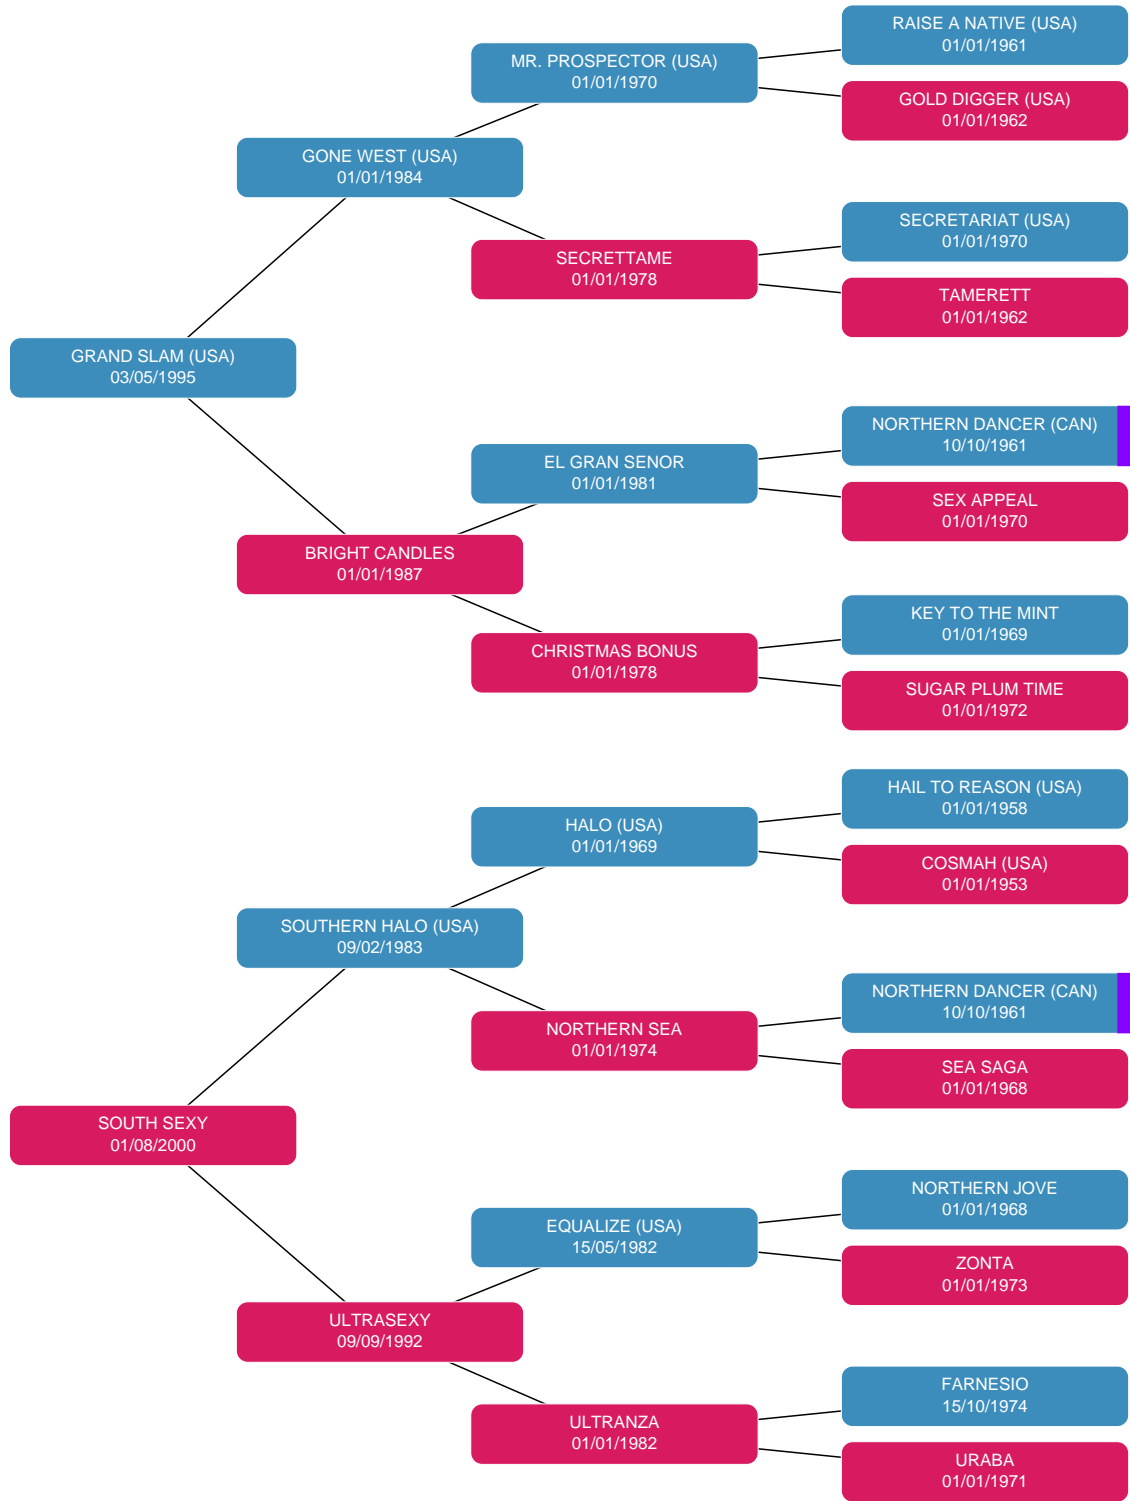 RAISE A NATIVE (USA)
01/01/1961
MR. PROSPECTOR (USA)
01/01/1970
GOLD DIGGER (USA)
01/01/1962
GONE WEST (USA)
01/01/1984
SECRETARIAT (USA)
01/01/1970
SECRETTAME
01/01/1978
TAMERETT
01/01/1962
GRAND SLAM (USA)
03/05/1995
NORTHERN DANCER (CAN)
10/10/1961
EL GRAN SENOR
01/01/1981
SEX APPEAL
01/01/1970
BRIGHT CANDLES
01/01/1987
KEY TO THE MINT
01/01/1969
CHRISTMAS BONUS
01/01/1978
SUGAR PLUM TIME
01/01/1972
HAIL TO REASON (USA)
01/01/1958
HALO (USA)
01/01/1969
COSMAH (USA)
01/01/1953
SOUTHERN HALO (USA)
09/02/1983
NORTHERN DANCER (CAN)
10/10/1961
NORTHERN SEA
01/01/1974
SEA SAGA
01/01/1968
SOUTH SEXY
01/08/2000
NORTHERN JOVE
01/01/1968
EQUALIZE (USA)
15/05/1982
ZONTA
01/01/1973
ULTRASEXY
09/09/1992
FARNESIO
15/10/1974
ULTRANZA
01/01/1982
URABA
01/01/1971